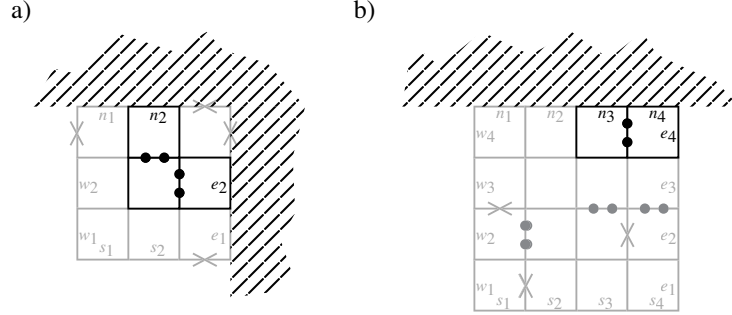 a) b)
n1 n2 n1 n2 n3 n4
w4 e4
w2 e2 w3 e3
w2 e2
w1 e1
s1 s2 w1 e1
s1 s2 s3 s4